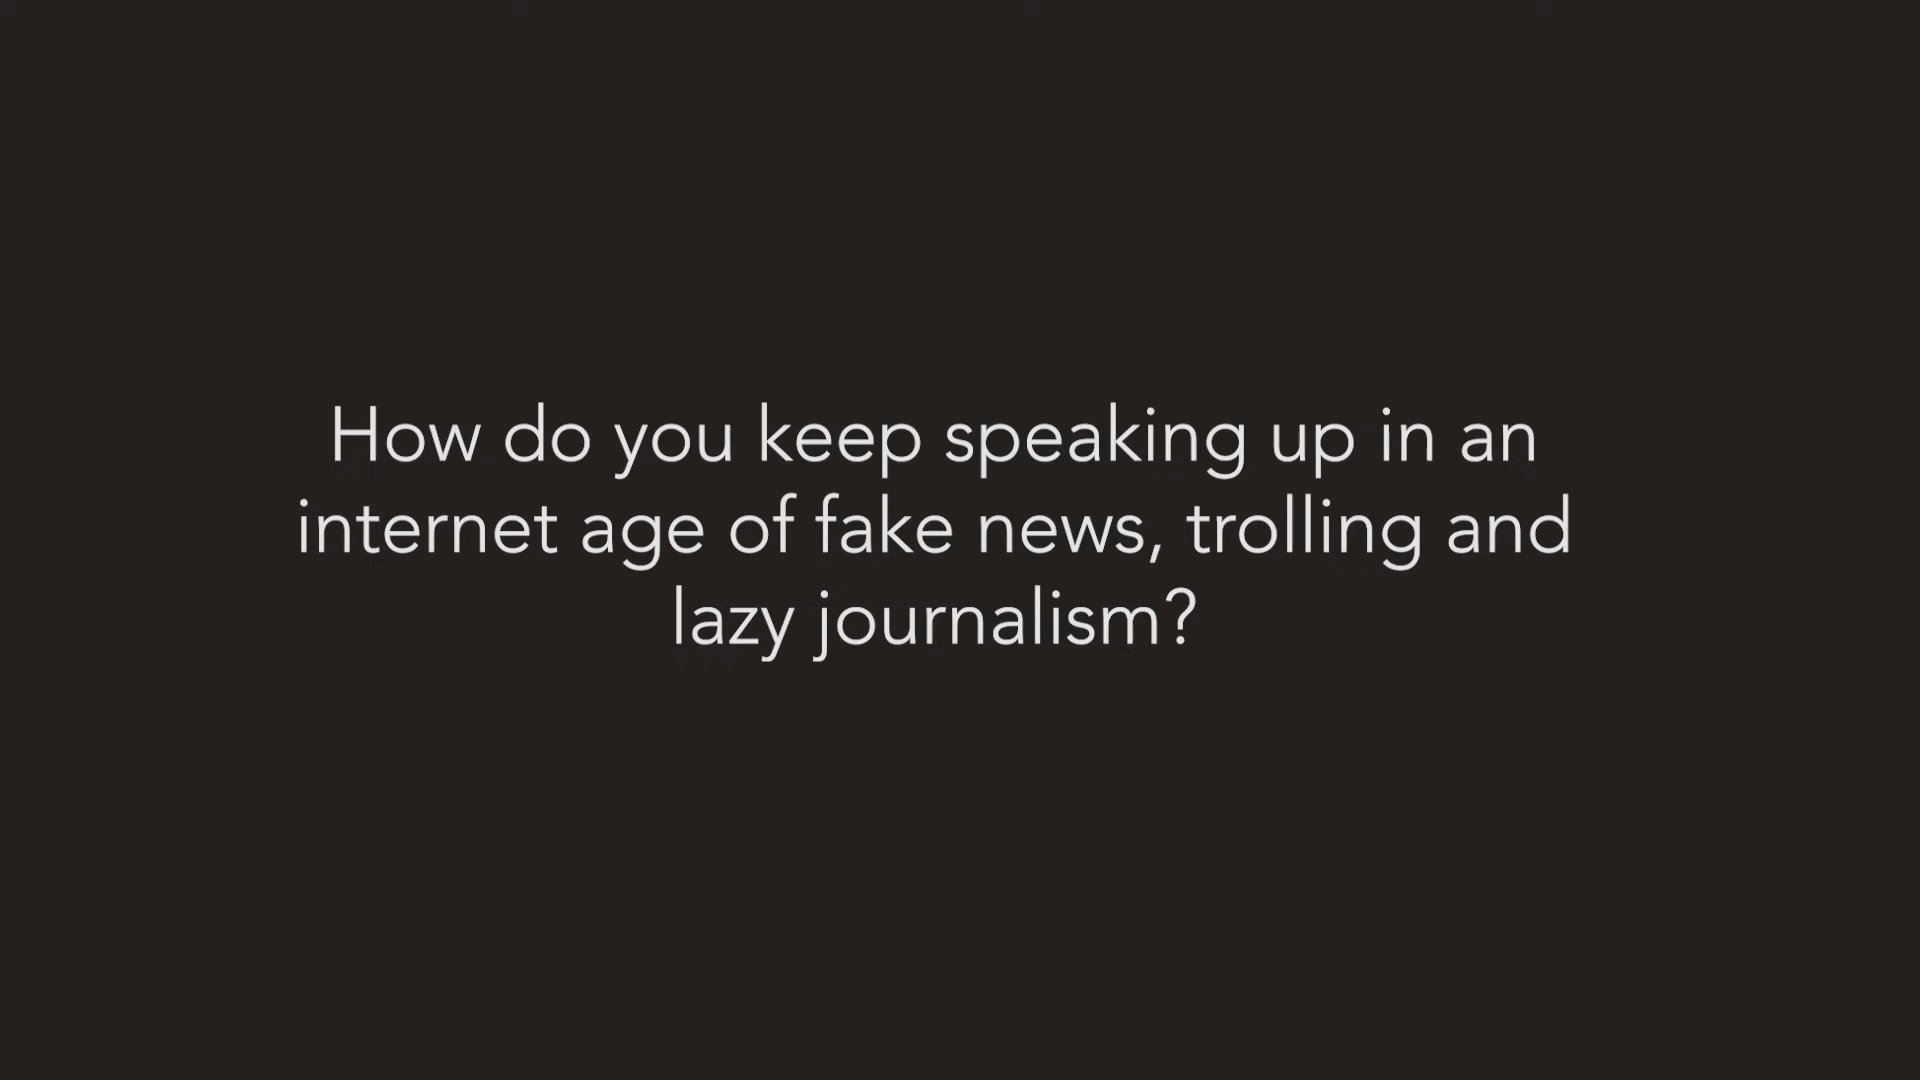 How do you keep speaking up in an
internet age of fake news, trolling and
lazy journalism?